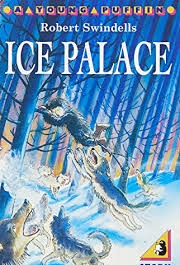 A YOUNG PUFFIN
Robert Swindells
ICE PALACE